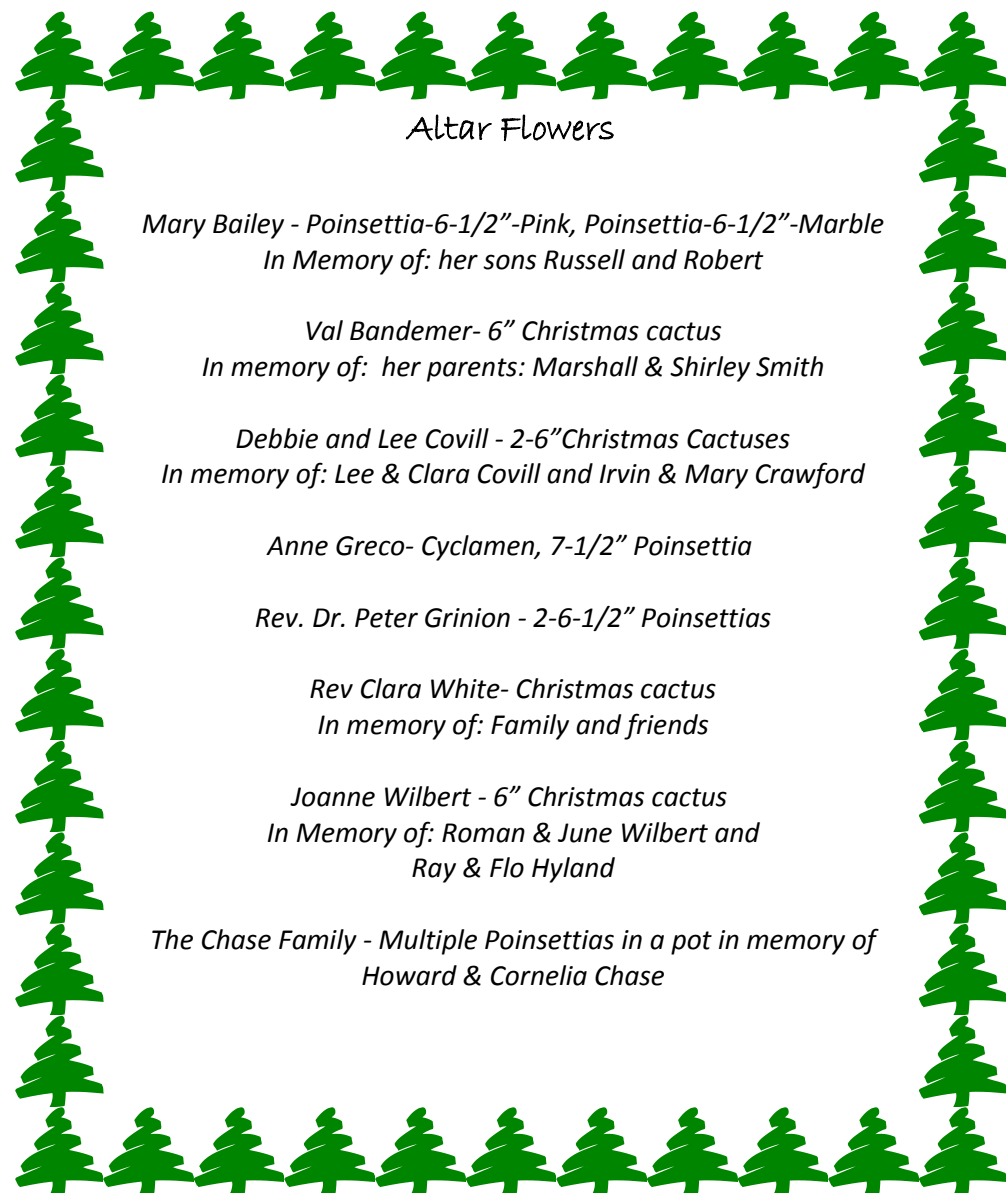 Altar Flowers
Mary Bailey - Poinsettia-6-1/2”-Pink, Poinsettia-6-1/2”-Marble
In Memory of: her sons Russell and Robert
Val Bandemer- 6” Christmas cactus
In memory of:  her parents: Marshall & Shirley Smith
Debbie and Lee Covill - 2-6”Christmas Cactuses
In memory of: Lee & Clara Covill and Irvin & Mary Crawford
Anne Greco- Cyclamen, 7-1/2” Poinsettia
Rev. Dr. Peter Grinion - 2-6-1/2” Poinsettias
Rev Clara White- Christmas cactus
In memory of: Family and friends
Joanne Wilbert - 6” Christmas cactus
In Memory of: Roman & June Wilbert and
Ray & Flo Hyland
The Chase Family - Multiple Poinsettias in a pot in memory of
Howard & Cornelia Chase